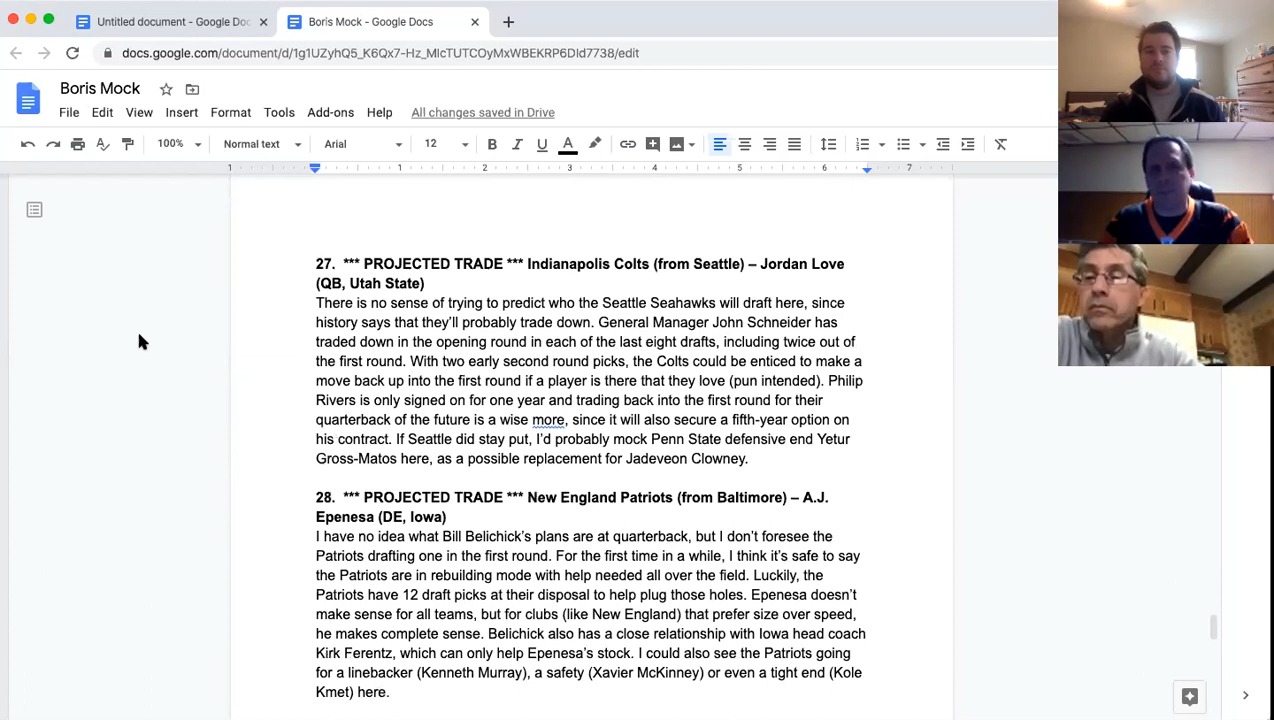 Untitled document - Google Doc
Boris Mock - Google Docs
docs.google.com/document/d/1g1UZyhQ5_K6Qx7-Hz_MlcTUTCOyMxWBEKRP6Dld7738/edit
Boris Mock
File Edit View Insert Format Tools Add-ons Help All changes saved in Drive
100% Normal text Arial 12 B I U A
1 1 2 3 4 5 6 7
27. *** PROJECTED TRADE *** Indianapolis Colts (from Seattle) – Jordan Love
(QB, Utah State)
There is no sense of trying to predict who the Seattle Seahawks will draft here, since
history says that they'll probably trade down. General Manager John Schneider has
traded down in the opening round in each of the last eight drafts, including twice out of
the first round. With two early second round picks, the Colts could be enticed to make a
move back up into the first round if a player is there that they love (pun intended). Philip
Rivers is only signed on for one year and trading back into the first round for their
quarterback of the future is a wise more, since it will also secure a fifth-year option on
his contract. If Seattle did stay put, I'd probably mock Penn State defensive end Yetur
Gross-Matos here, as a possible replacement for Jadeveon Clowney.
28. *** PROJECTED TRADE *** New England Patriots (from Baltimore) – A.J.
Epenesa (DE, Iowa)
I have no idea what Bill Belichick's plans are at quarterback, but I don't foresee the
Patriots drafting one in the first round. For the first time in a while, I think it's safe to say
the Patriots are in rebuilding mode with help needed all over the field. Luckily, the
Patriots have 12 draft picks at their disposal to help plug those holes. Epenesa doesn't
make sense for all teams, but for clubs (like New England) that prefer size over speed,
he makes complete sense. Belichick also has a close relationship with Iowa head coach
Kirk Ferentz, which can only help Epenesa's stock. I could also see the Patriots going
for a linebacker (Kenneth Murray), a safety (Xavier McKinney) or even a tight end (Kole
Kmet) here.